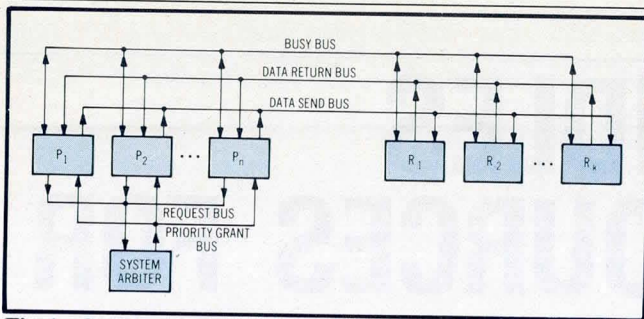 BUSY BUS
DATA RETURN BUS
DATA SEND BUS
P1 P2 ... Pn R1 R2 ... Rk
REQUEST BUS
PRIORITY GRANT
BUS
SYSTEM
ARBITER